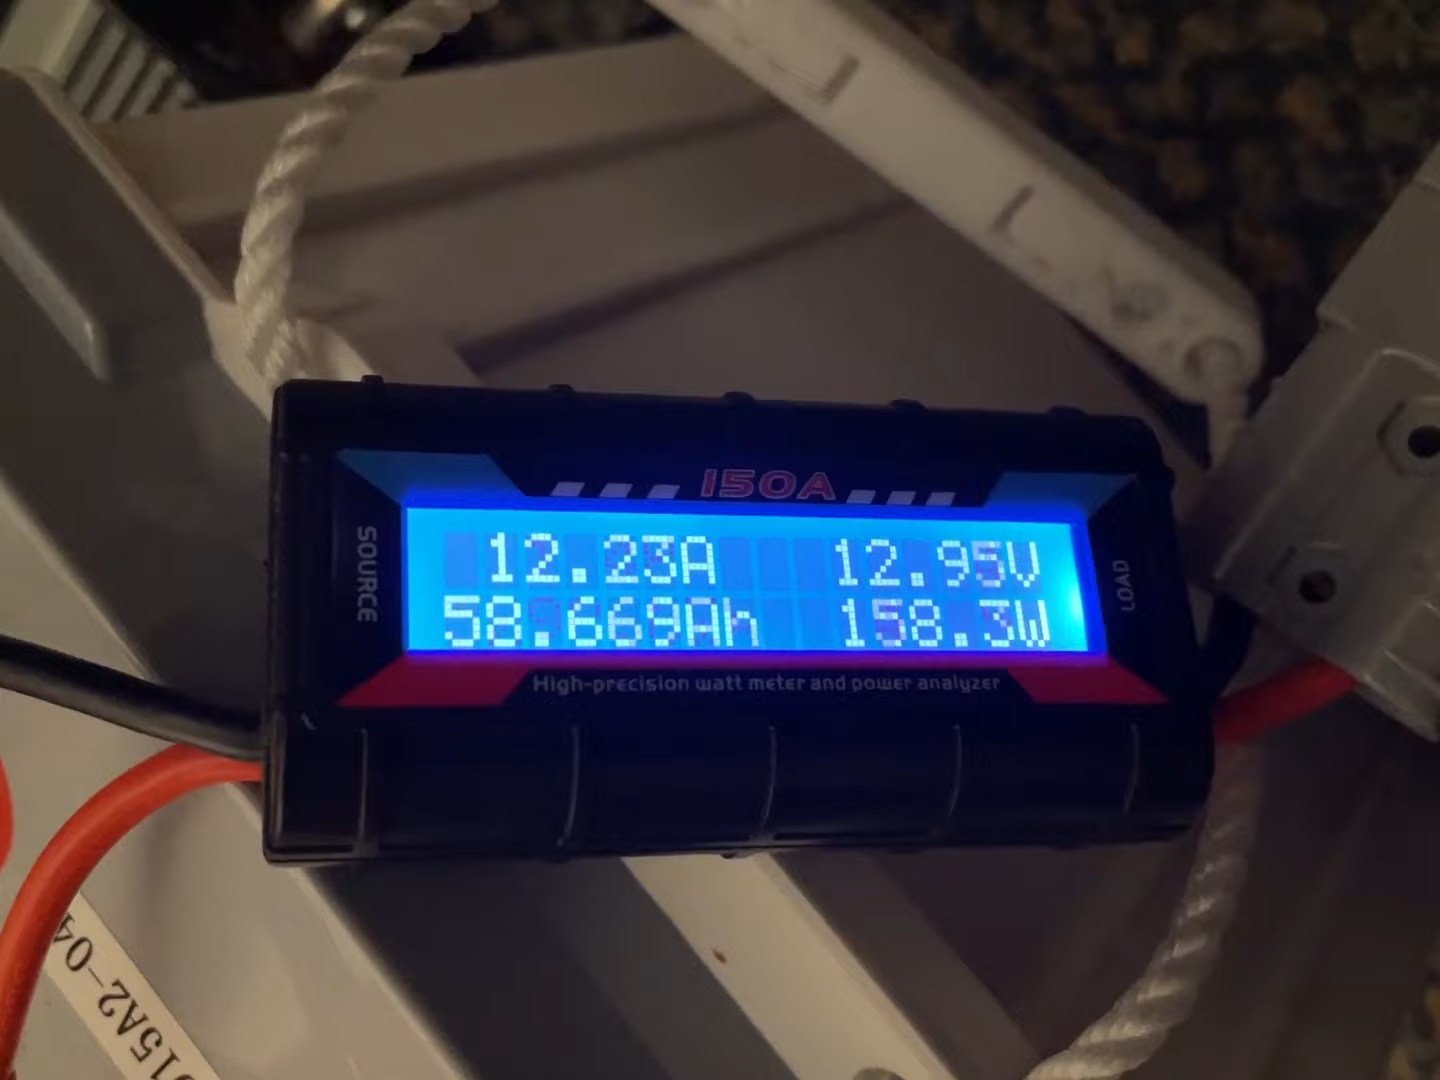 150A
SOURCE
12.23A 12.95V
58.669Ah 158.3W
LOAD
High-precision watt meter and power analyzer